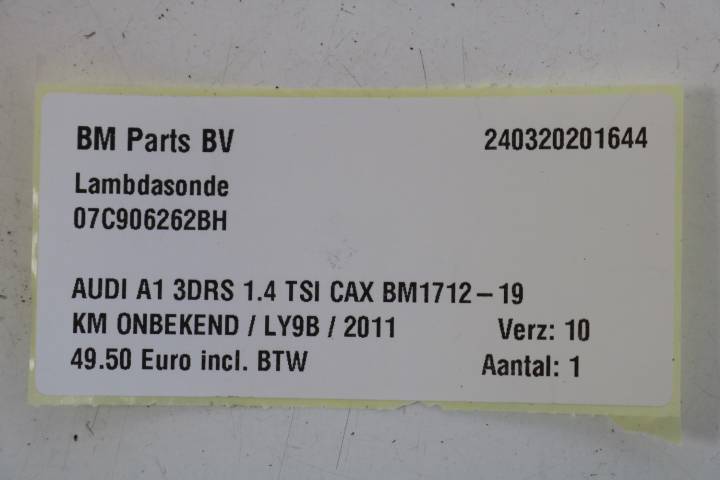 BM Parts BV 240320201644
Lambdasonde
07C906262BH
AUDI A1 3DRS 1.4 TSI CAX BM1712-19
KM ONBEKEND / LY9B / 2011 Verz: 10
49.50 Euro incl. BTW Aantal: 1